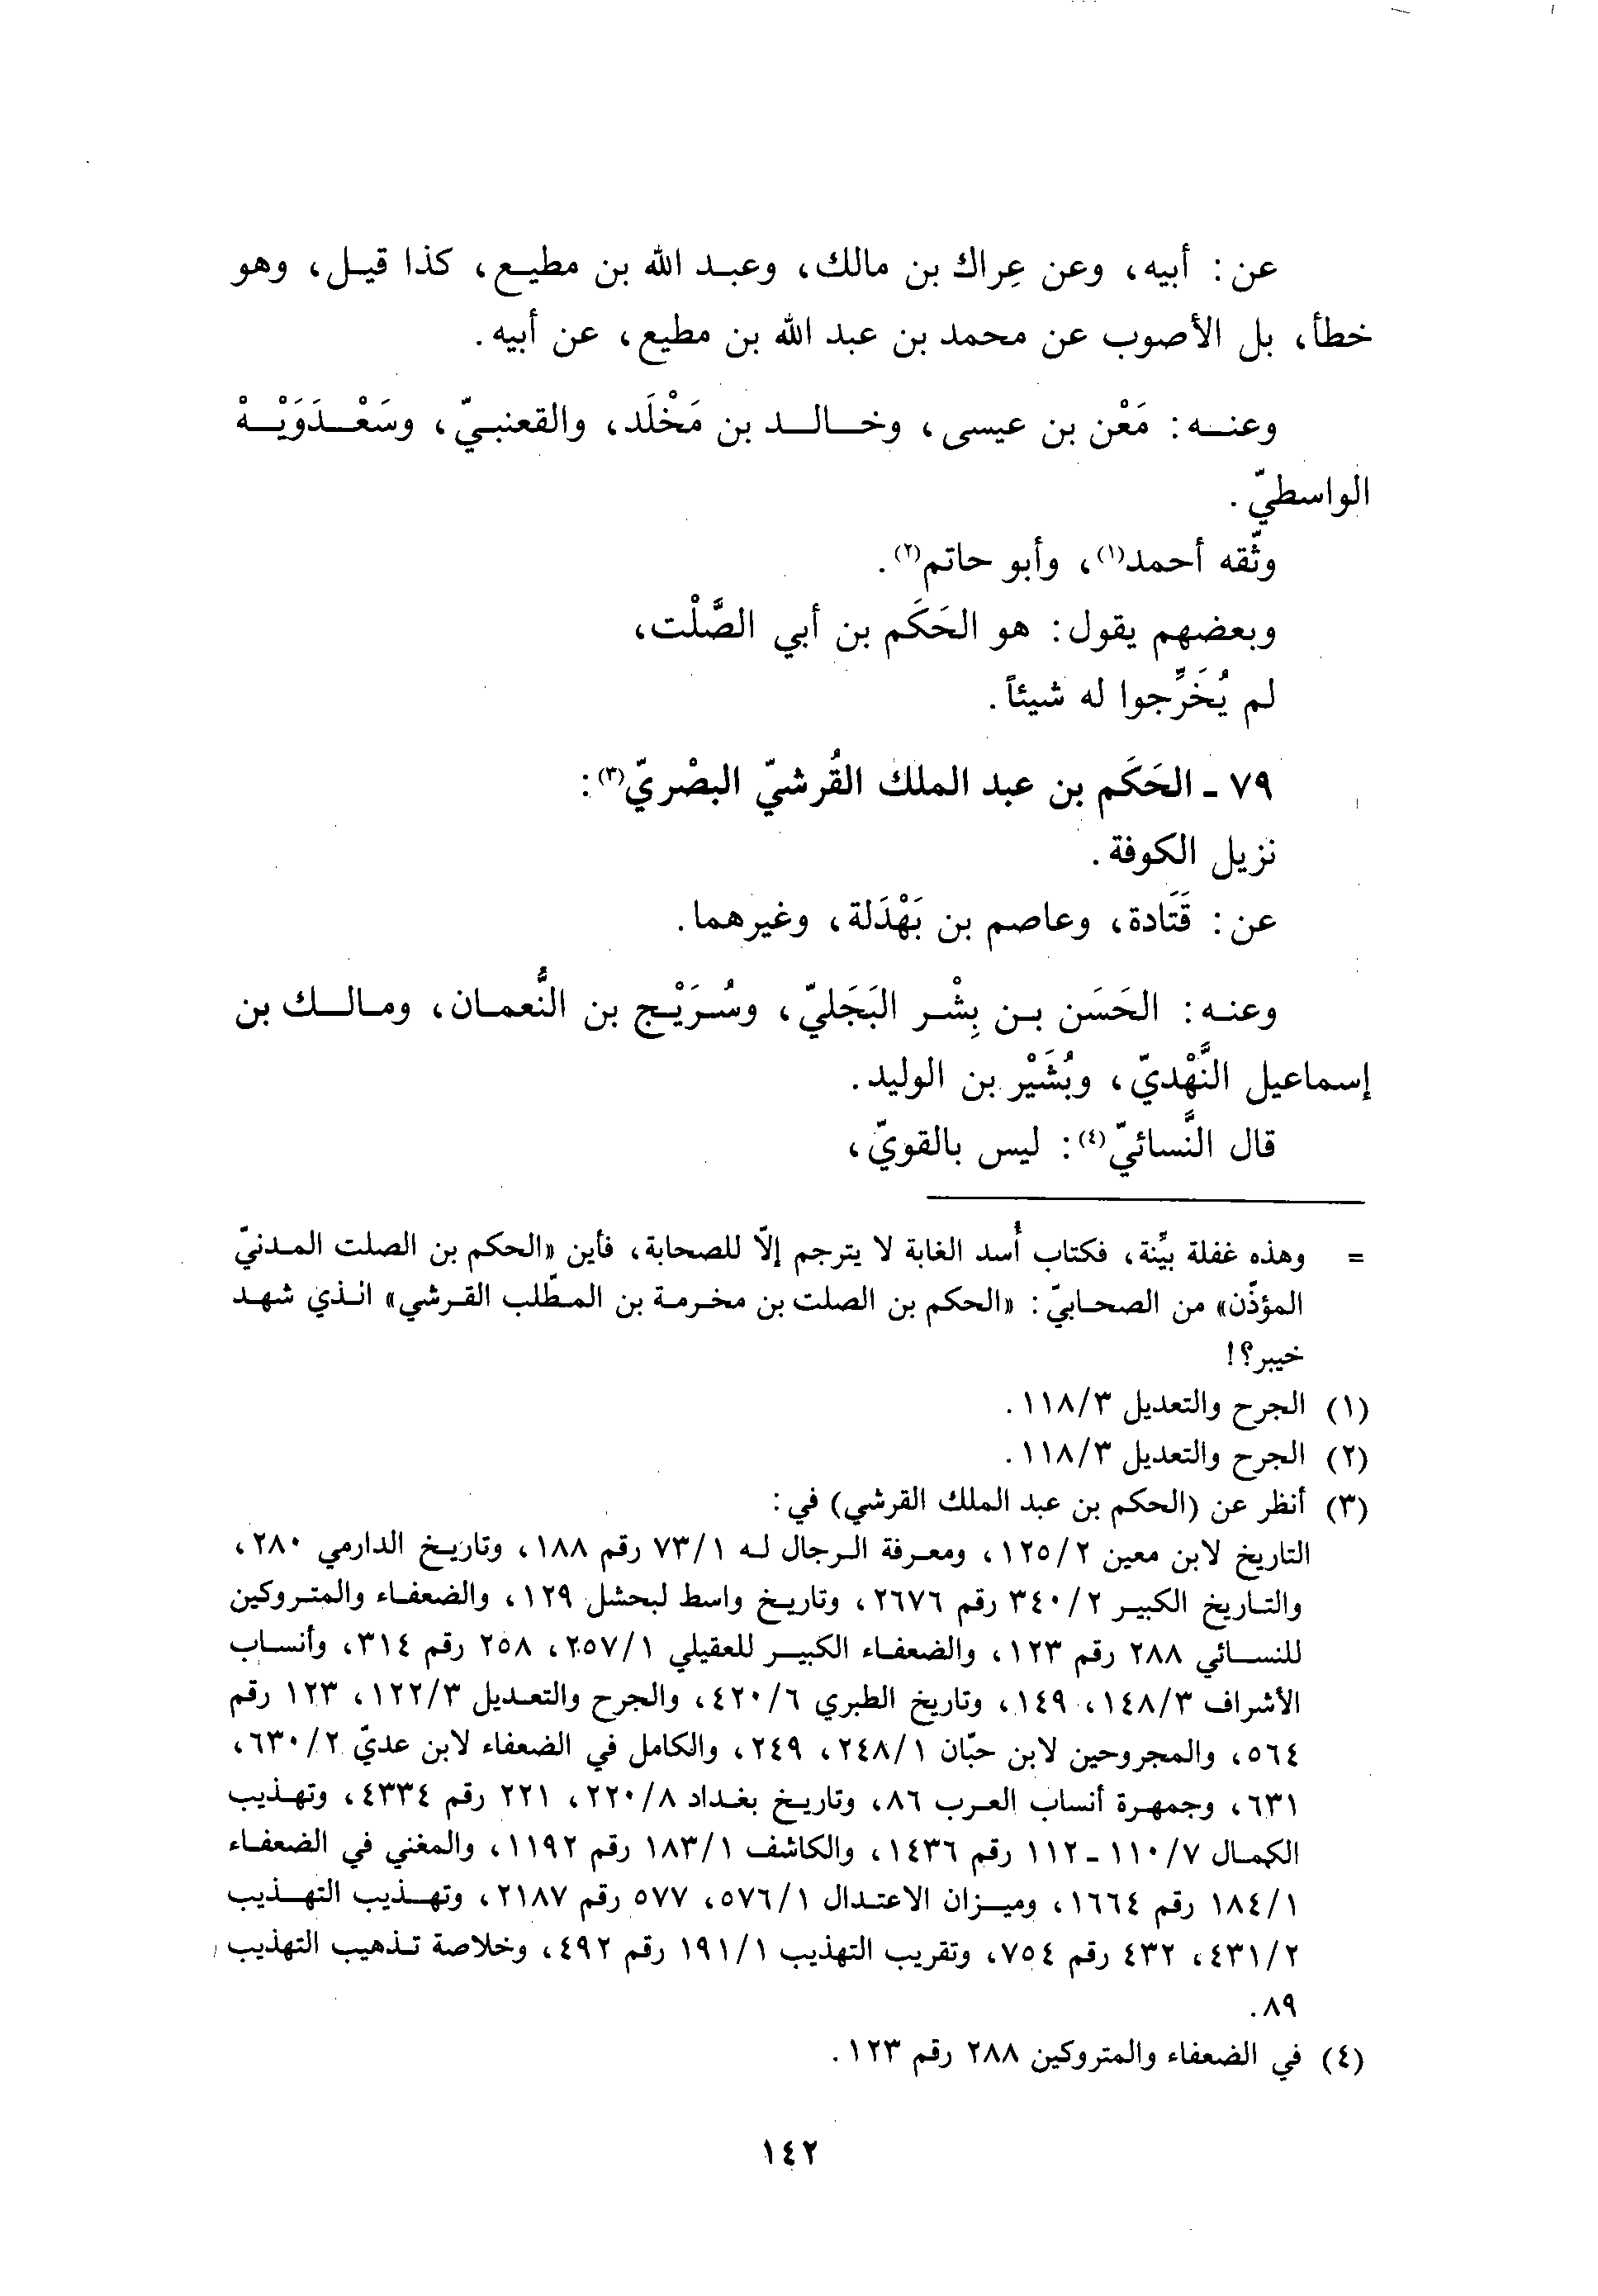 عن: أبيه، وعن عِراك بن مالك، وعبد الله بن مطيع، كذا قيل، وهو
خطأ، بل الأصوب عن محمد بن عبد الله بن مطيع، عن أبيه.
وعنه: مَعْن بن عيسى، وخالد بن مَخْلَد، والقعنبيّ، وسَعْدَوَيْهْ
الواسطيّ.
وثّقه أحمد(١)، وأبو حاتم(٢).
وبعضهم يقول: هو الحَكَم بن أبي الصَّلْت،
لم يُخَرِّجوا له شيئاً.
٧٩ ـ الحَكَم بن عبد الملك القُرشيّ البصْريّ(٣):
نزيل الكوفة.
عن: قَتَادة، وعاصم بن بَهْدَلة، وغيرهما.
وعنه: الحَسَن بن بِشْر البَجَليّ، وسُرَيْج بن النُّعمان، ومالك بن
إسماعيل النَّهْديّ، وبُشَيْر بن الوليد.
قال النَّسائيّ(٤): ليس بالقويّ،
= وهذه غفلة بيِّنة، فكتاب أُسد الغابة لا يترجم إلّا للصحابة، فأين «الحكم بن الصلت المدنيّ
المؤذّن» من الصحابيّ: «الحكم بن الصلت بن مخرمة بن المطّلب القرشي» الذي شهد
خيبر؟!
(١) الجرح والتعديل ١١٨/٣.
(٢) الجرح والتعديل ١١٨/٣.
(٣) أنظر عن (الحكم بن عبد الملك القرشي) في:
التاريخ لابن معين ١٢٥/٢، ومعرفة الرجال له ٧٣/١ رقم ١٨٨، وتاريخ الدارمي ٢٨٠،
والتاريخ الكبير ٣٤٠/٢ رقم ٢٦٧٦، وتاريخ واسط لبحشل ١٢٩، والضعفاء والمتروكين
للنسائي ٢٨٨ رقم ١٢٣، والضعفاء الكبير للعقيلي ٢٥٧/١، ٢٥٨ رقم ٣١٤، وأنساب
الأشراف ١٤٨/٣، ١٤٩، وتاريخ الطبري ٤٢٠/٦، والجرح والتعديل ١٢٢/٣، ١٢٣ رقم
٥٦٤، والمجروحين لابن حبّان ٢٤٨/١، ٢٤٩، والكامل في الضعفاء لابن عديّ ٦٣٠/٢،
٦٣١، وجمهرة أنساب العرب ٨٦، وتاريخ بغداد ٢٢٠/٨، ٢٢١ رقم ٤٣٣٤، وتهذيب
الكمال ١١٠/٧ ـ ١١٢ رقم ١٤٣٦، والكاشف ١٨٣/١ رقم ١١٩٢، والمغني في الضعفاء
١٨٤/١ رقم ١٦٦٤، وميزان الاعتدال ٥٧٦/١، ٥٧٧ رقم ٢١٨٧، وتهذيب التهذيب
٤٣١/٢، ٤٣٢ رقم ٧٥٤، وتقريب التهذيب ١٩١/١ رقم ٤٩٢، وخلاصة تذهيب التهذيب
٨٩.
(٤) في الضعفاء والمتروكين ٢٨٨ رقم ١٢٣.
١٤٢